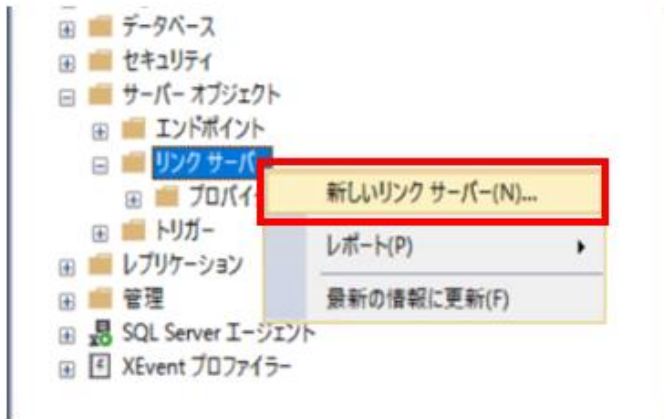 データベース
セキュリティ
サーバー オブジェクト
エンドポイント
リンク サーバ
新しいリンク サーバー(N)...
プロバイ
トリガー
レポート(P)
レプリケーション
管理
最新の情報に更新(F)
SQL Server エージェント
XEvent プロファイラー